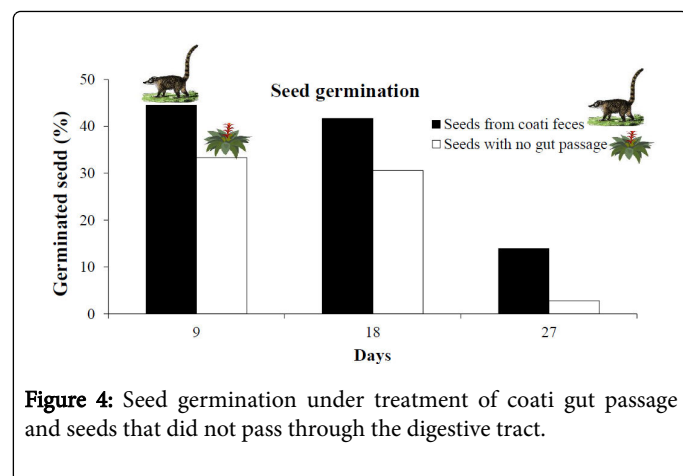 Seed germination
Seeds from coati feces
Seeds with no gut passage
Germinated sedd (%)
50
40
30
20
10
0
9 18 27
Days
Figure 4: Seed germination under treatment of coati gut passage
and seeds that did not pass through the digestive tract.